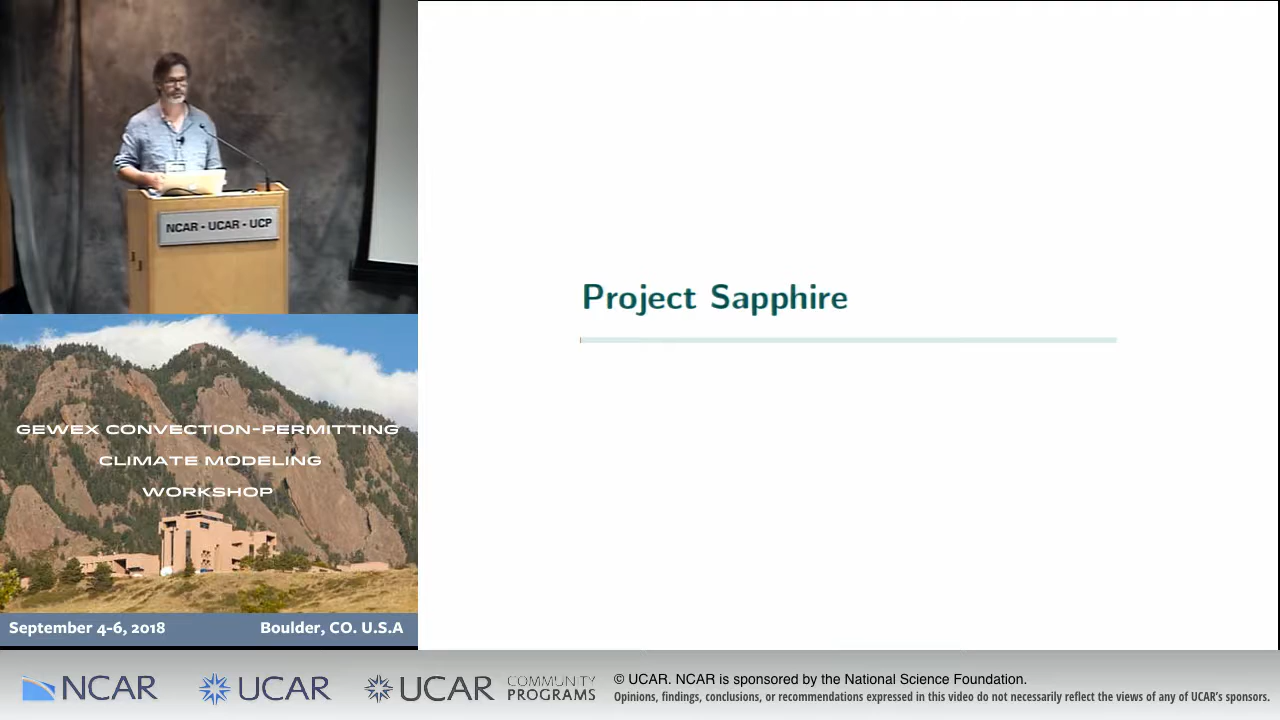 NCAR • UCAR • UCP
Project Sapphire
GEWEX CONVECTION-PERMITTING
CLIMATE MODELING
WORKSHOP
September 4-6, 2018
Boulder, CO. U.S.A
NCAR
UCAR
UCAR
COMMUNITY
PROGRAMS
© UCAR. NCAR is sponsored by the National Science Foundation.
Opinions, findings, conclusions, or recommendations expressed in this video do not necessarily reflect the views of any of UCAR's sponsors.